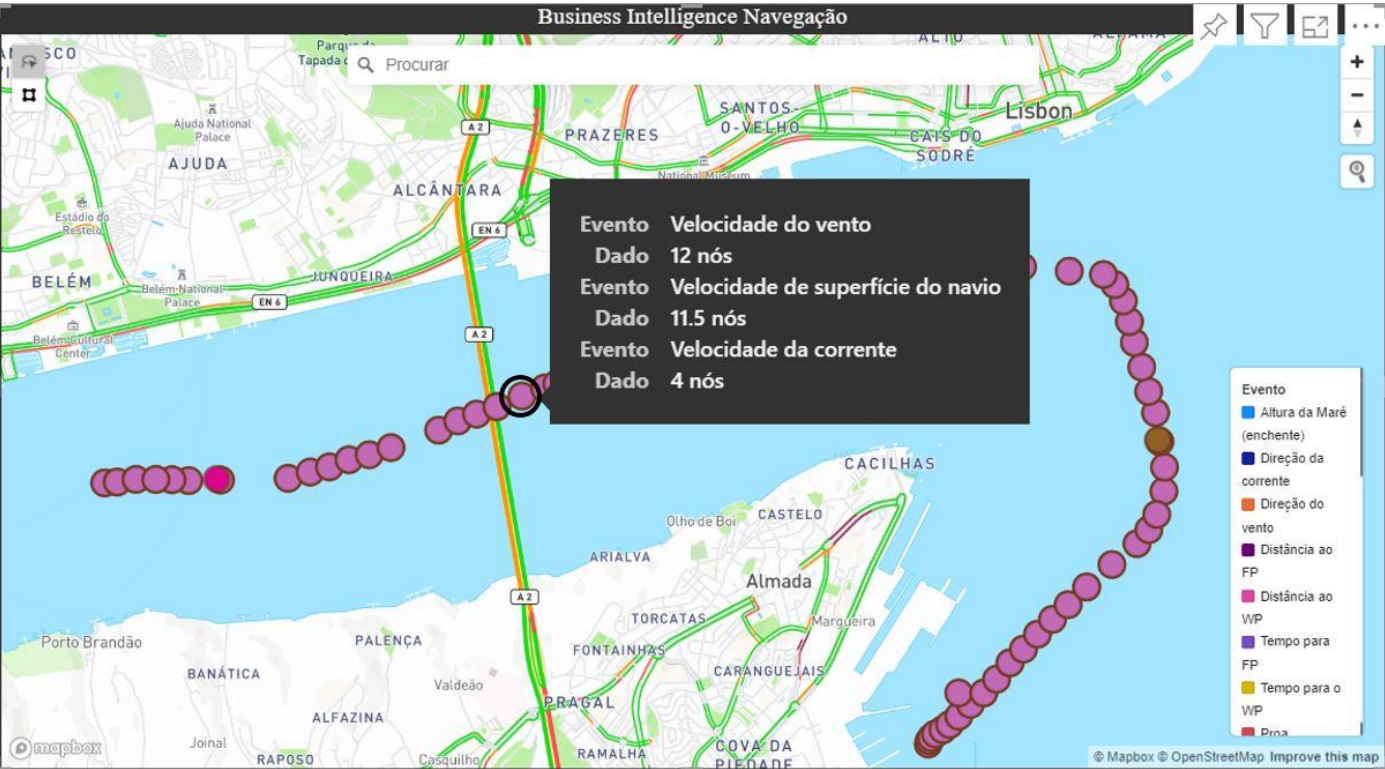 Business Intelligence Navegação
Procurar
Lisbon
SANTOS-
O-VELHO
CAIS DO
SODRÉ
PRAZERES
A 2
Ajuda National
Palace
AJUDA
ALCÂNTARA
National Museum
Estádio do
Restelo
EN 6
BELÉM
JUNQUEIRA
Belém National
Palace
EN 6
Belém Cultural
Center
A 2
Evento Velocidade do vento
Dado 12 nós
Evento Velocidade de superfície do navio
Dado 11.5 nós
Evento Velocidade da corrente
Dado 4 nós
Evento
Altura da Maré
(enchente)
Direção da
corrente
Direção do
vento
Distância ao
FP
Distância ao
WP
Tempo para
FP
Tempo para o
WP
Proa
CACILHAS
Olho de Boi
CASTELO
ARIALVA
Almada
A 2
TORCATAS
Margueira
Porto Brandão
PALENÇA
FONTAINHAS
BANÁTICA
CARANGUEJAIS
Valdeão
PRAGAL
ALFAZINA
Joinal
RAPOSO
Casquilho
RAMALHA
COVA DA
PIEDADE
mapbox
© Mapbox © OpenStreetMap Improve this map